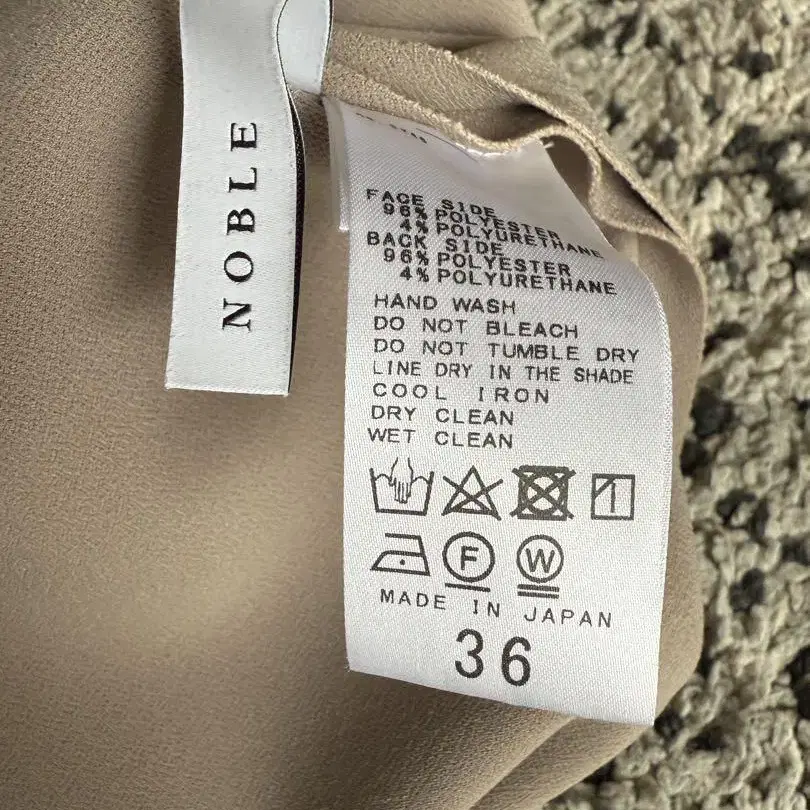 NOBLE
FACE SIDE
96% POLYESTER
4% POLYURETHANE
BACK SIDE
96% POLYESTER
4% POLYURETHANE
HAND WASH
DO NOT BLEACH
DO NOT TUMBLE DRY
LINE DRY IN THE SHADE
COOL IRON
DRY CLEAN
WET CLEAN
F W
MADE IN JAPAN
36